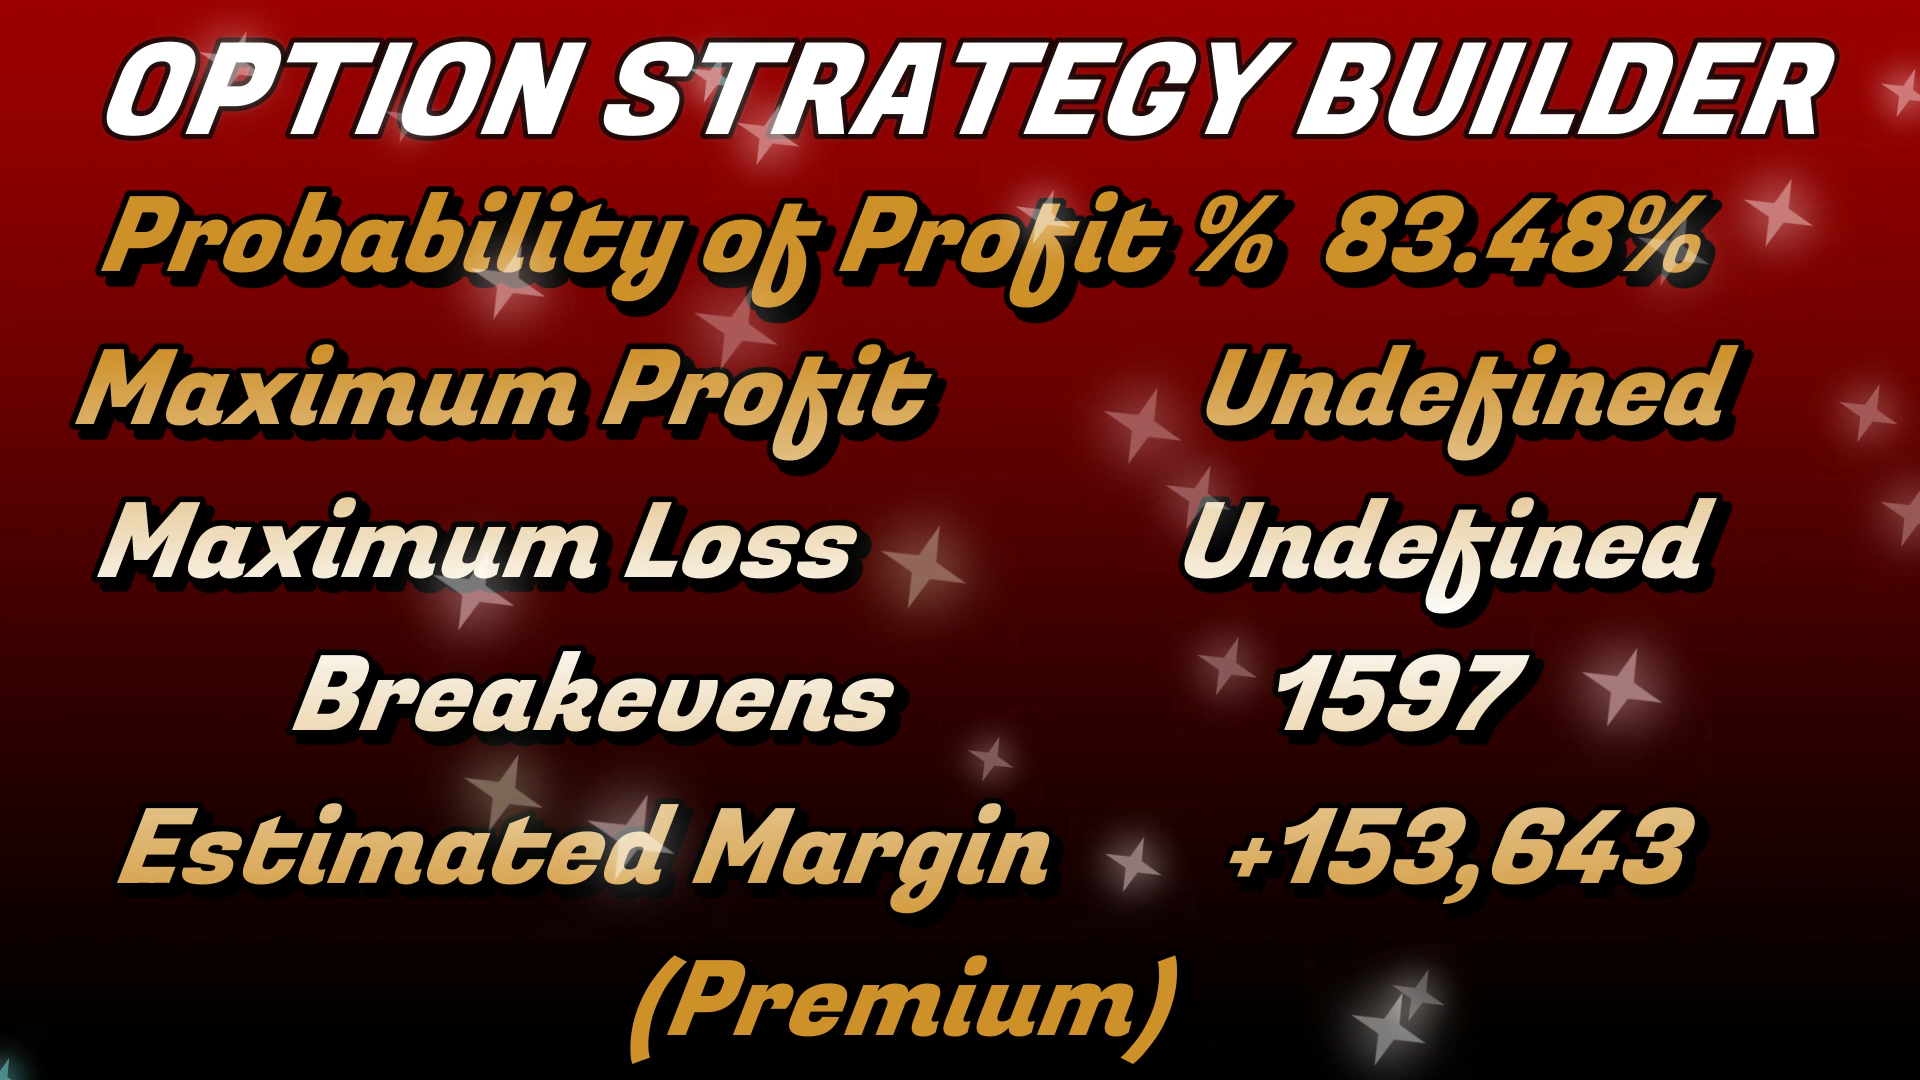 OPTION STRATEGY BUILDER
Probability of Profit % 83.48%
Maximum Profit Undefined
Maximum Loss Undefined
Breakevens 1597
Estimated Margin +153,643
(Premium)